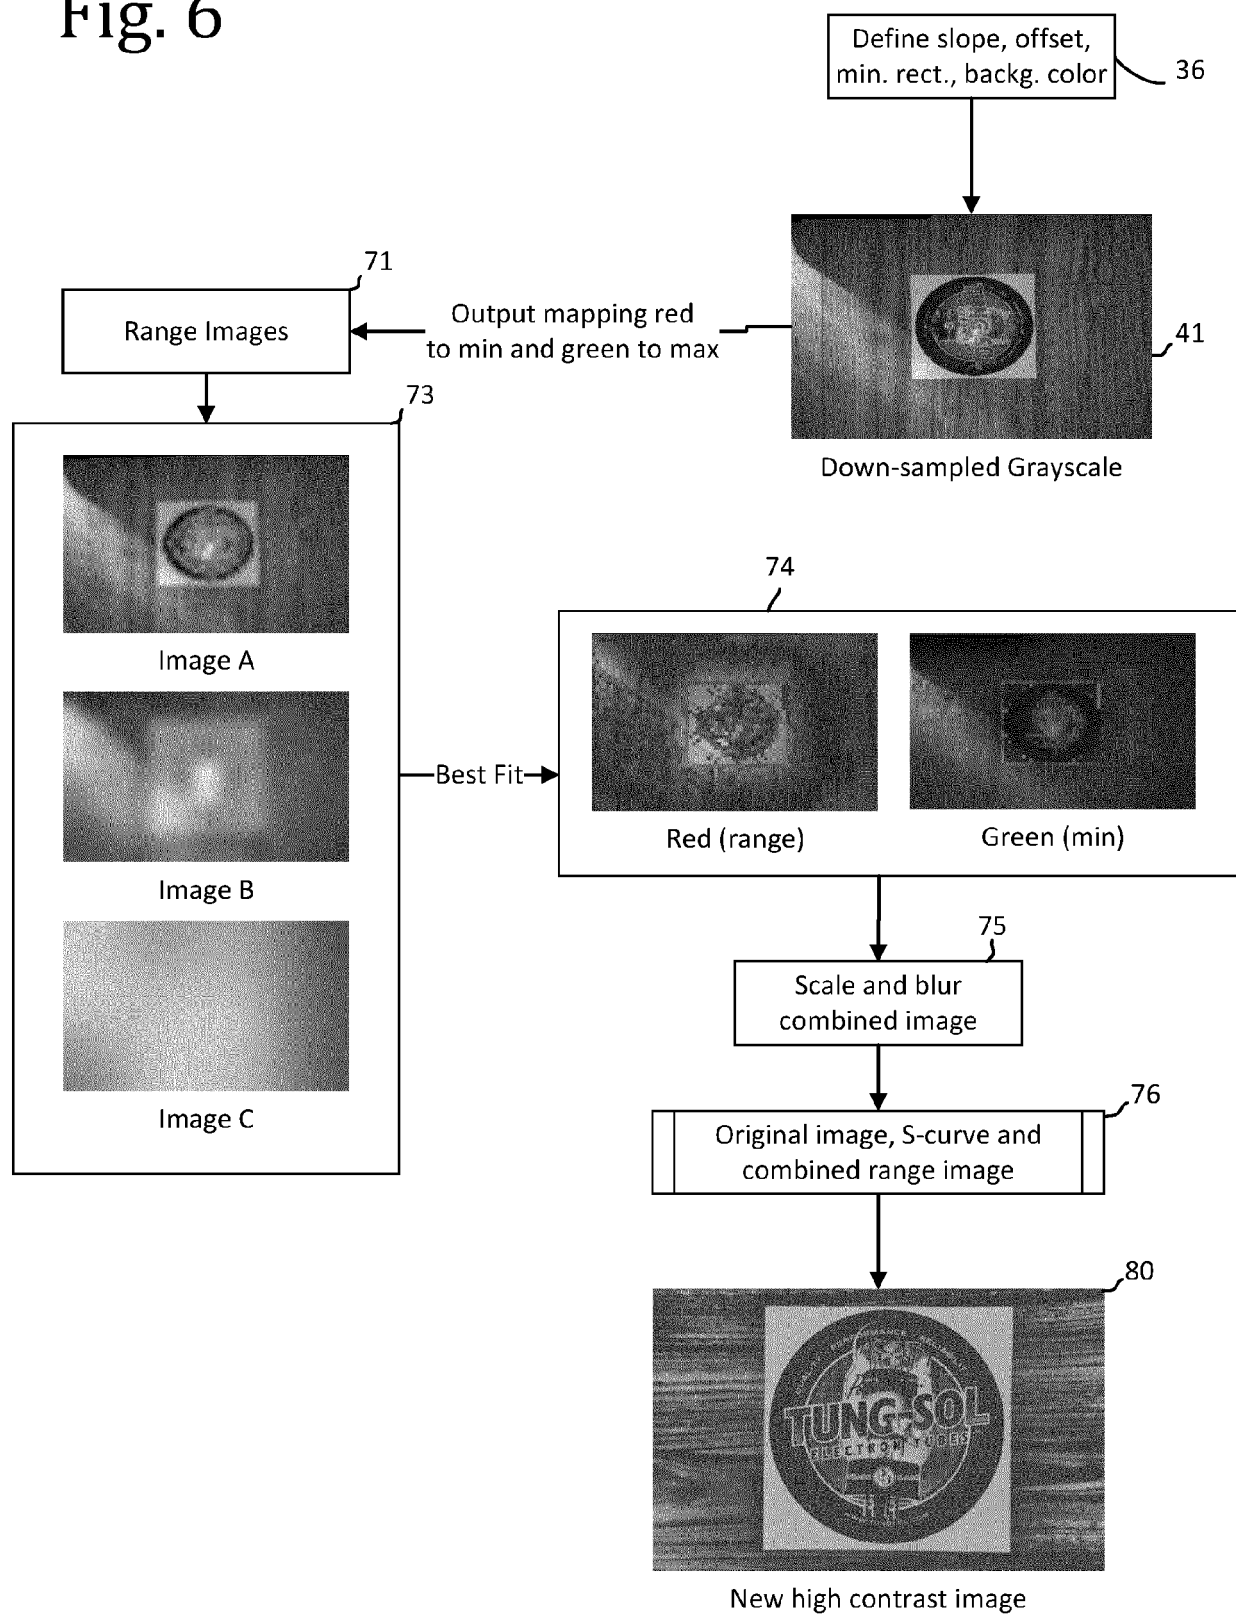 Fig. 6
Define slope, offset,
min. rect., backg. color
36
41
Down-sampled Grayscale
Output mapping red
to min and green to max
71
Range Images
73
Image A
Image B
Image C
Best Fit
74
Red (range)
Green (min)
75
Scale and blur
combined image
76
Original image, S-curve and
combined range image
80
PERFORMANCE
TUNG-SOL
ELECTRON TUBES
New high contrast image